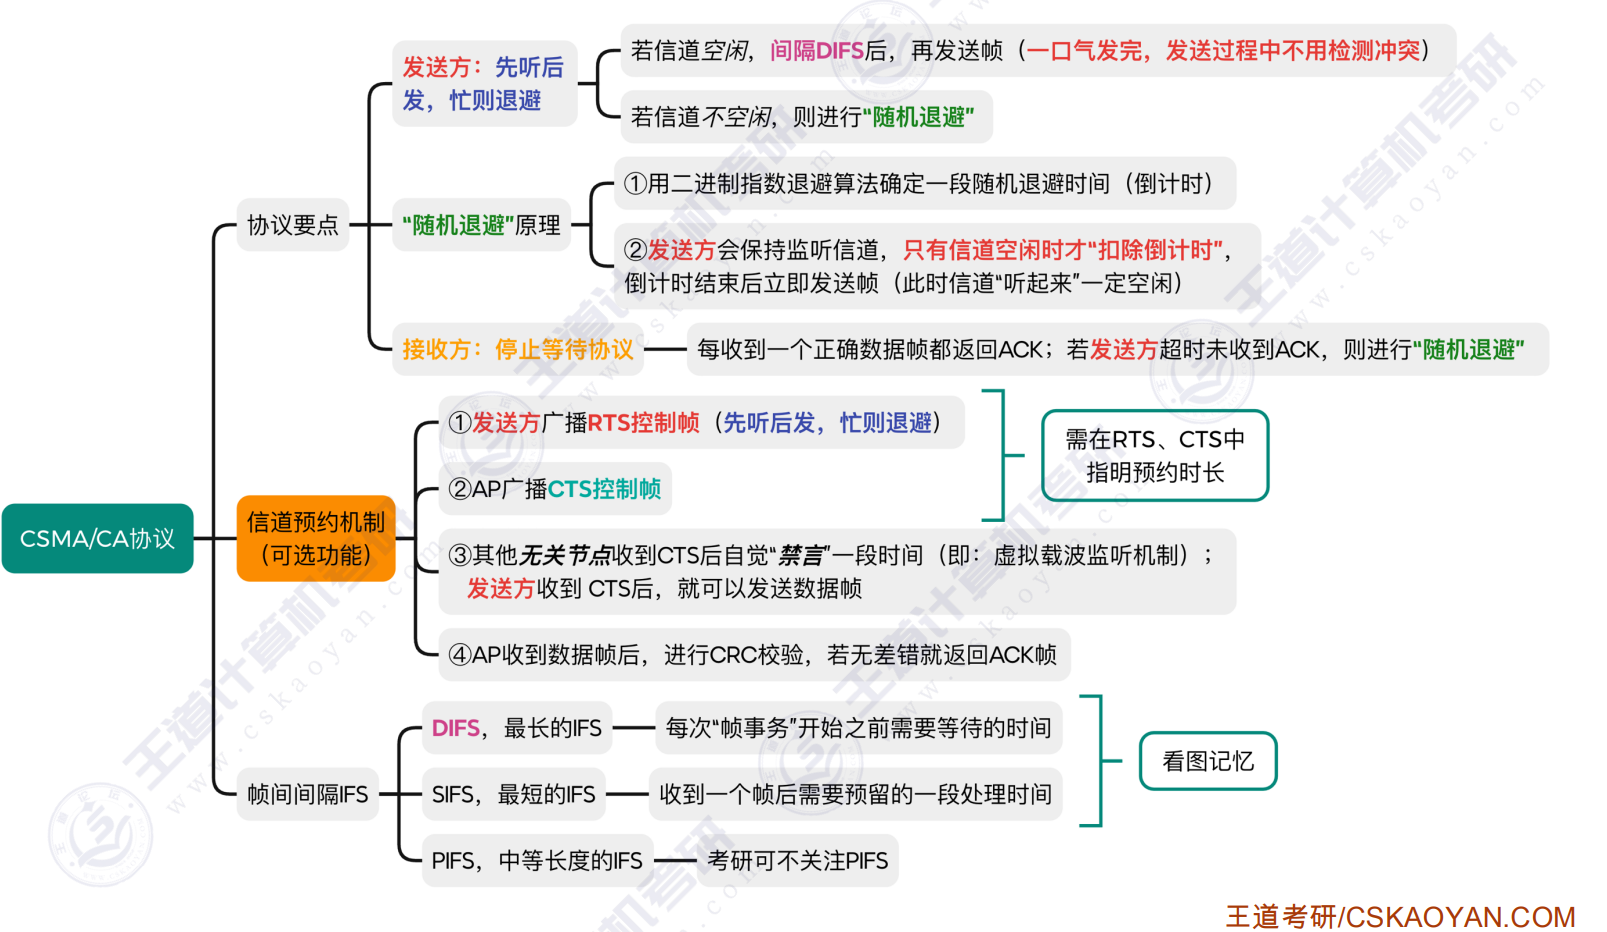 CSMA/CA协议
协议要点
发送方：先听后
发，忙则退避
若信道空闲，间隔DIFS后，再发送帧（一口气发完，发送过程中不用检测冲突）
若信道不空闲，则进行“随机退避”
“随机退避”原理
①用二进制指数退避算法确定一段随机退避时间（倒计时）
②发送方会保持监听信道，只有信道空闲时才“扣除倒计时”，
倒计时结束后立即发送帧（此时信道“听起来”一定空闲）
接收方：停止等待协议
每收到一个正确数据帧都返回ACK；若发送方超时未收到ACK，则进行“随机退避”
信道预约机制
（可选功能）
①发送方广播RTS控制帧（先听后发，忙则退避）
②AP广播CTS控制帧
需在RTS、CTS中
指明预约时长
③其他无关节点收到CTS后自觉“禁言”一段时间（即：虚拟载波监听机制）；
发送方收到 CTS后，就可以发送数据帧
④AP收到数据帧后，进行CRC校验，若无差错就返回ACK帧
帧间间隔IFS
DIFS，最长的IFS
每次“帧事务”开始之前需要等待的时间
SIFS，最短的IFS
收到一个帧后需要预留的一段处理时间
看图记忆
PIFS，中等长度的IFS
考研可不关注PIFS
王道考研/CSKAOYAN.COM
王道计算机考研
www.cskaoyan.com